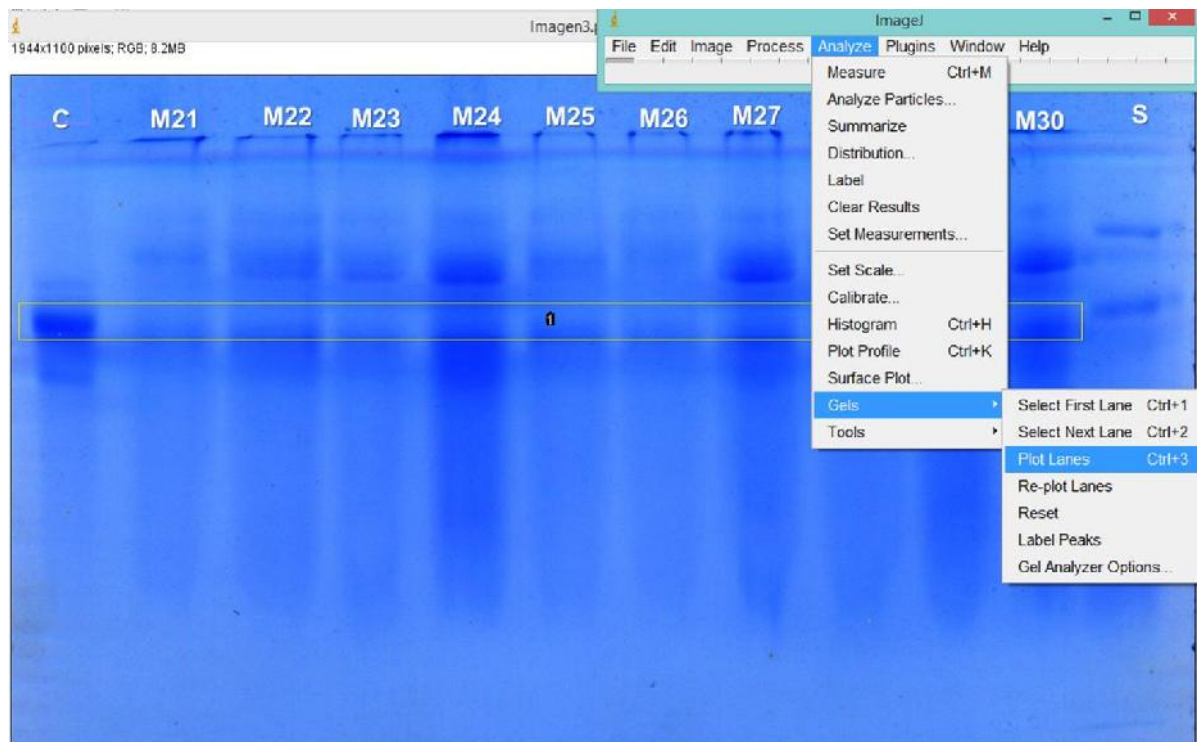 Imagen3.p
ImageJ
1944x1100 pixels; RGB; 8.2MB
File Edit Image Process Analyze Plugins Window Help
Measure Ctrl+M
Analyze Particles...
Summarize
Distribution...
Label
Clear Results
Set Measurements...
Set Scale...
Calibrate...
Histogram Ctrl+H
Plot Profile Ctrl+K
Surface Plot...
Gels
Tools
Select First Lane Ctrl+1
Select Next Lane Ctrl+2
Plot Lanes Ctrl+3
Re-plot Lanes
Reset
Label Peaks
Gel Analyzer Options...
C M21 M22 M23 M24 M25 M26 M27 M30 S
1